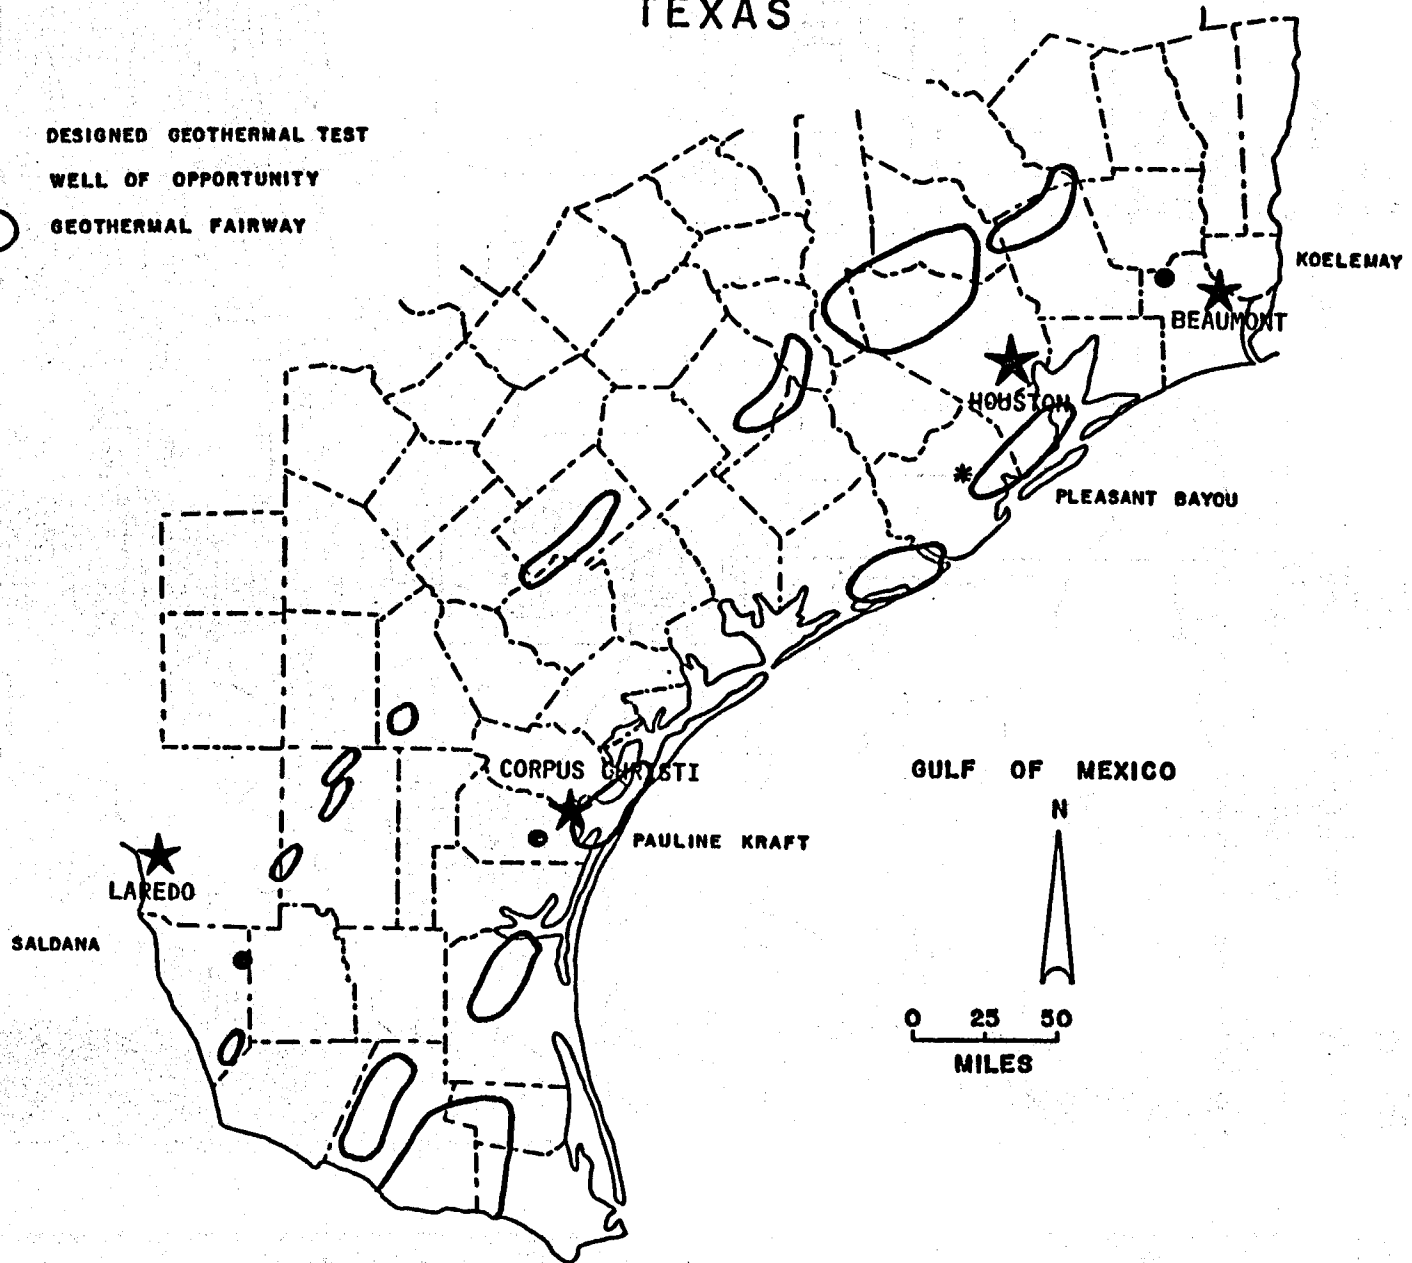 TEXAS
DESIGNED GEOTHERMAL TEST
WELL OF OPPORTUNITY
GEOTHERMAL FAIRWAY
KOELEMAY
BEAUMONT
HOUSTON
PLEASANT BAYOU
CORPUS CHRISTI
GULF OF MEXICO
N
PAULINE KRAFT
LAREDO
SALDANA
0 25 50
MILES